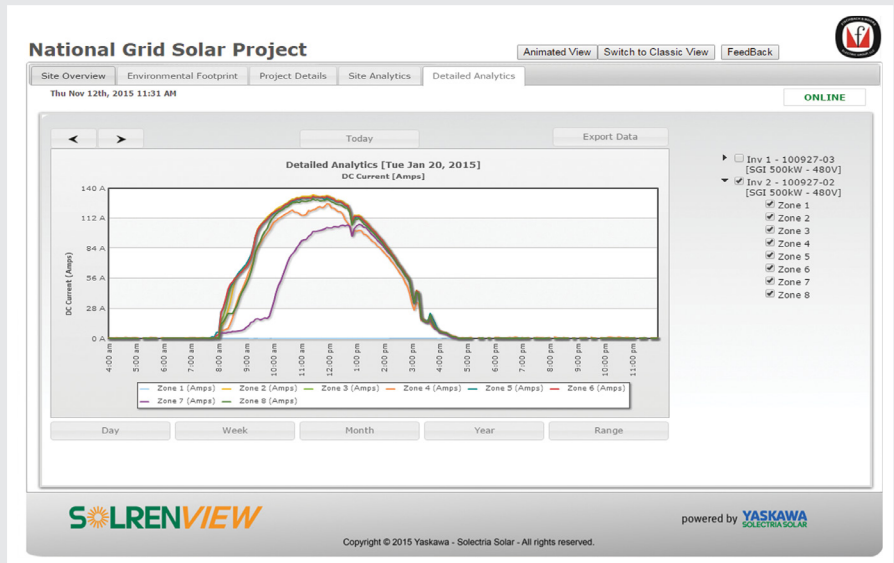 National Grid Solar Project
Animated View Switch to Classic View FeedBack
Site Overview Environmental Footprint Project Details Site Analytics Detailed Analytics
Thu Nov 12th, 2015 11:31 AM
ONLINE
< >
Today
Export Data
Detailed Analytics [Tue Jan 20, 2015]
DC Current [Amps]
140 A
112 A
84 A
56 A
28 A
0 A
DC Current (Amps)
4:00 am 5:00 am 6:00 am 7:00 am 8:00 am 9:00 am 10:00 am 11:00 am 12:00 pm 1:00 pm 2:00 pm 3:00 pm 4:00 pm 5:00 pm 6:00 pm 7:00 pm 8:00 pm 9:00 pm 10:00 pm 11:00 pm
Zone 1 (Amps) Zone 2 (Amps) Zone 3 (Amps) Zone 4 (Amps) Zone 5 (Amps) Zone 6 (Amps)
Zone 7 (Amps) Zone 8 (Amps)
Inv 1 - 100927-03
[SGI 500kW - 480V]
Inv 2 - 100927-02
[SGI 500kW - 480V]
Zone 1
Zone 2
Zone 3
Zone 4
Zone 5
Zone 6
Zone 7
Zone 8
Day Week Month Year Range
SOLRENVIEW
powered by YASKAWA
SOLECTRIA SOLAR
Copyright © 2015 Yaskawa - Solectria Solar - All rights reserved.